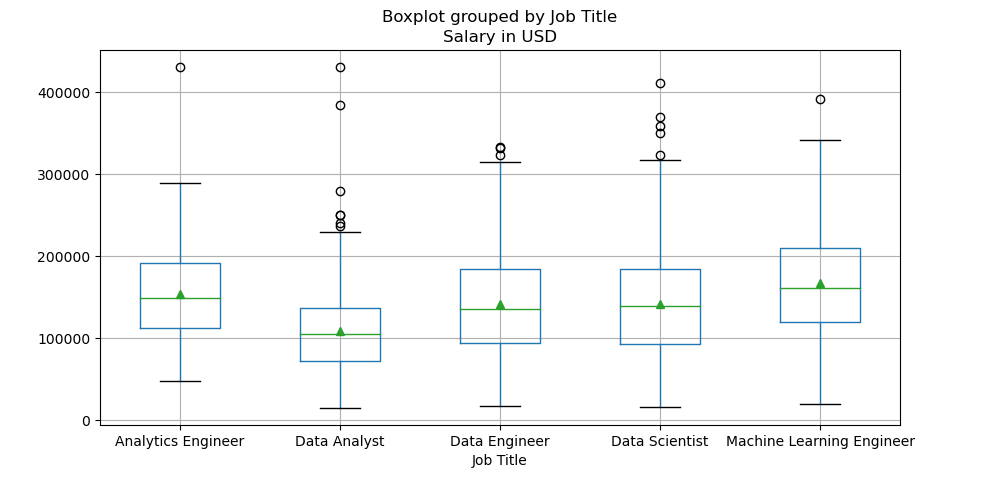 Boxplot grouped by Job Title
Salary in USD
400000
300000
200000
100000
0
Analytics Engineer Data Analyst Data Engineer Data Scientist Machine Learning Engineer
Job Title